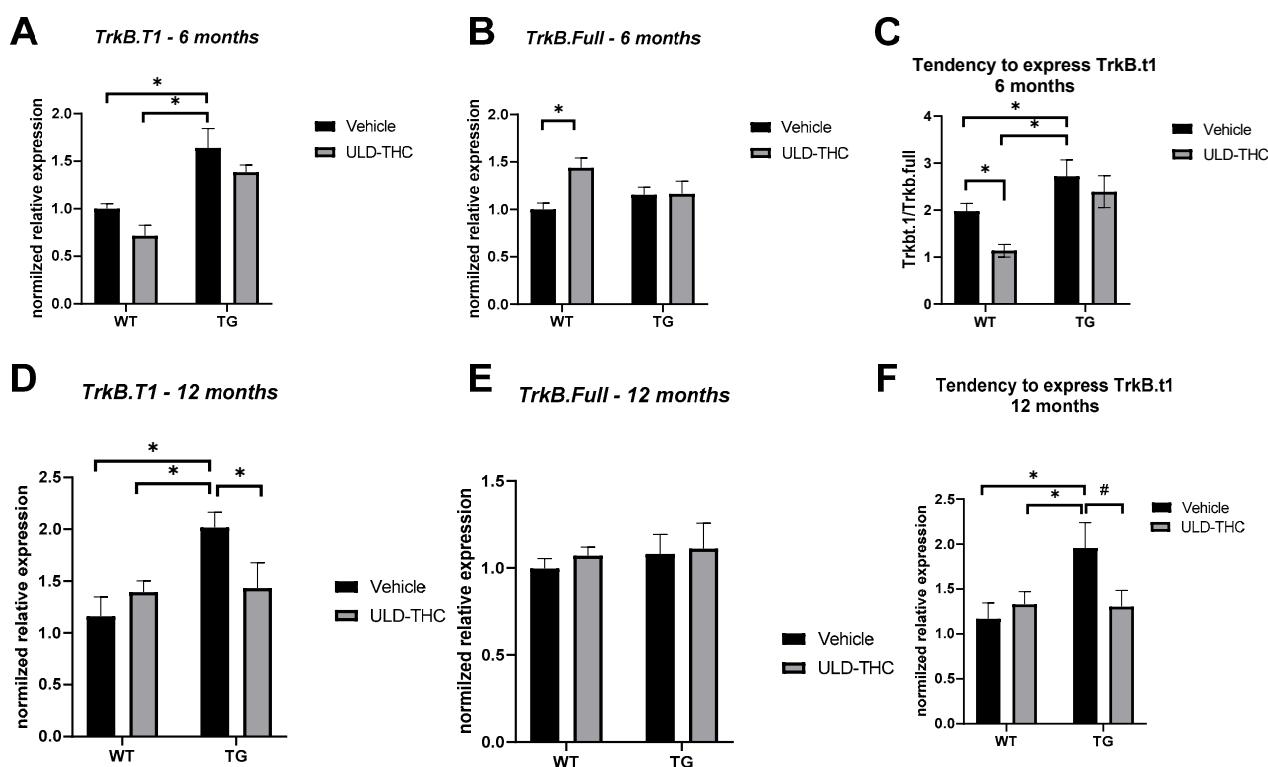 A
TrkB.T1 - 6 months
normilzed relative expression
2.0
1.5
1.0
0.5
0.0
*
*
WT
TG
Vehicle
ULD-THC
B
TrkB.Full - 6 months
normilzed relative expression
2.0
1.5
1.0
0.5
0.0
*
WT
TG
Vehicle
ULD-THC
C
Tendency to express TrkB.t1
6 months
Trkbt.1/Trkb.full
4
3
2
1
0
*
*
*
WT
TG
Vehicle
ULD-THC
D
TrkB.T1 - 12 months
normilzed relative expression
2.5
2.0
1.5
1.0
0.5
0.0
*
*
*
WT
TG
Vehicle
ULD-THC
E
TrkB.Full - 12 months
normilzed relative expression
1.5
1.0
0.5
0.0
WT
TG
Vehicle
ULD-THC
F
Tendency to express TrkB.t1
12 months
normilzed relative expression
2.5
2.0
1.5
1.0
0.5
0.0
*
*
#
WT
TG
Vehicle
ULD-THC